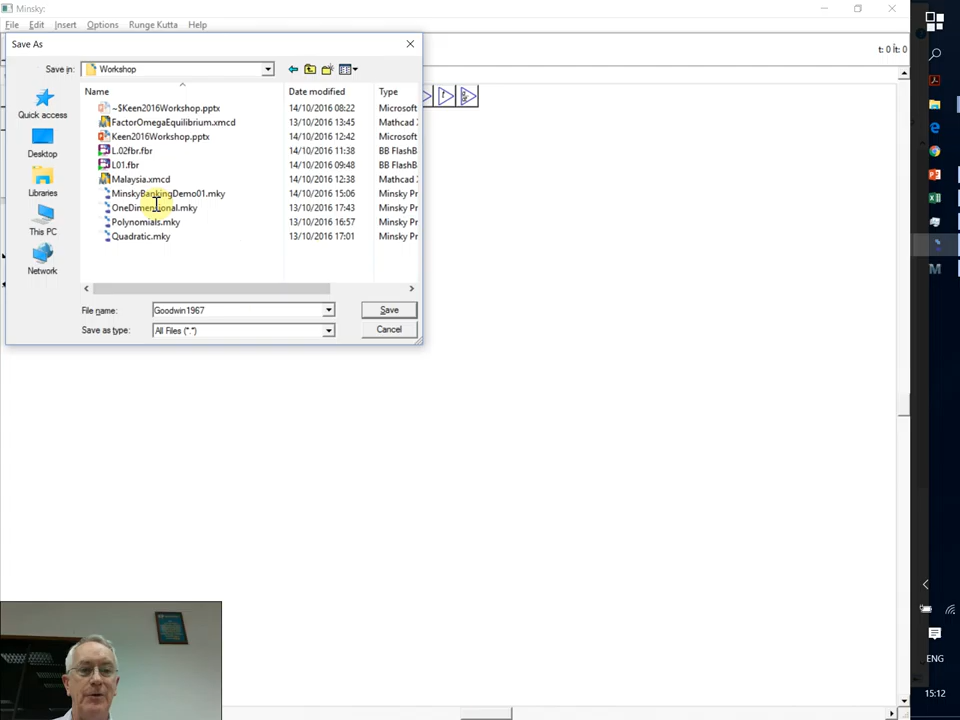 Minsky:
File Edit Insert Options Runge Kutta Help
Save As
Save in: Workshop
t: 0 Δt: 0
Name Date modified Type
Quick access
Desktop
Libraries
This PC
Network
~$Keen2016Workshop.pptx 14/10/2016 08:22 Microsoft
FactorOmegaEquilibrium.xmcd 13/10/2016 13:45 Mathcad
Keen2016Workshop.pptx 14/10/2016 12:42 Microsoft
L.02fbr.fbr 14/10/2016 11:38 BB FlashB
L01.fbr 14/10/2016 09:48 BB FlashB
Malaysia.xmcd 14/10/2016 12:38 Mathcad
MinskyBankingDemo01.mky 14/10/2016 15:06 Minsky Pr
OneDimensional.mky 13/10/2016 17:43 Minsky Pr
Polynomials.mky 13/10/2016 16:57 Minsky Pr
Quadratic.mky 13/10/2016 17:01 Minsky Pr
File name: Goodwin1967 Save
Save as type: All Files (*.*) Cancel
ENG
15:12